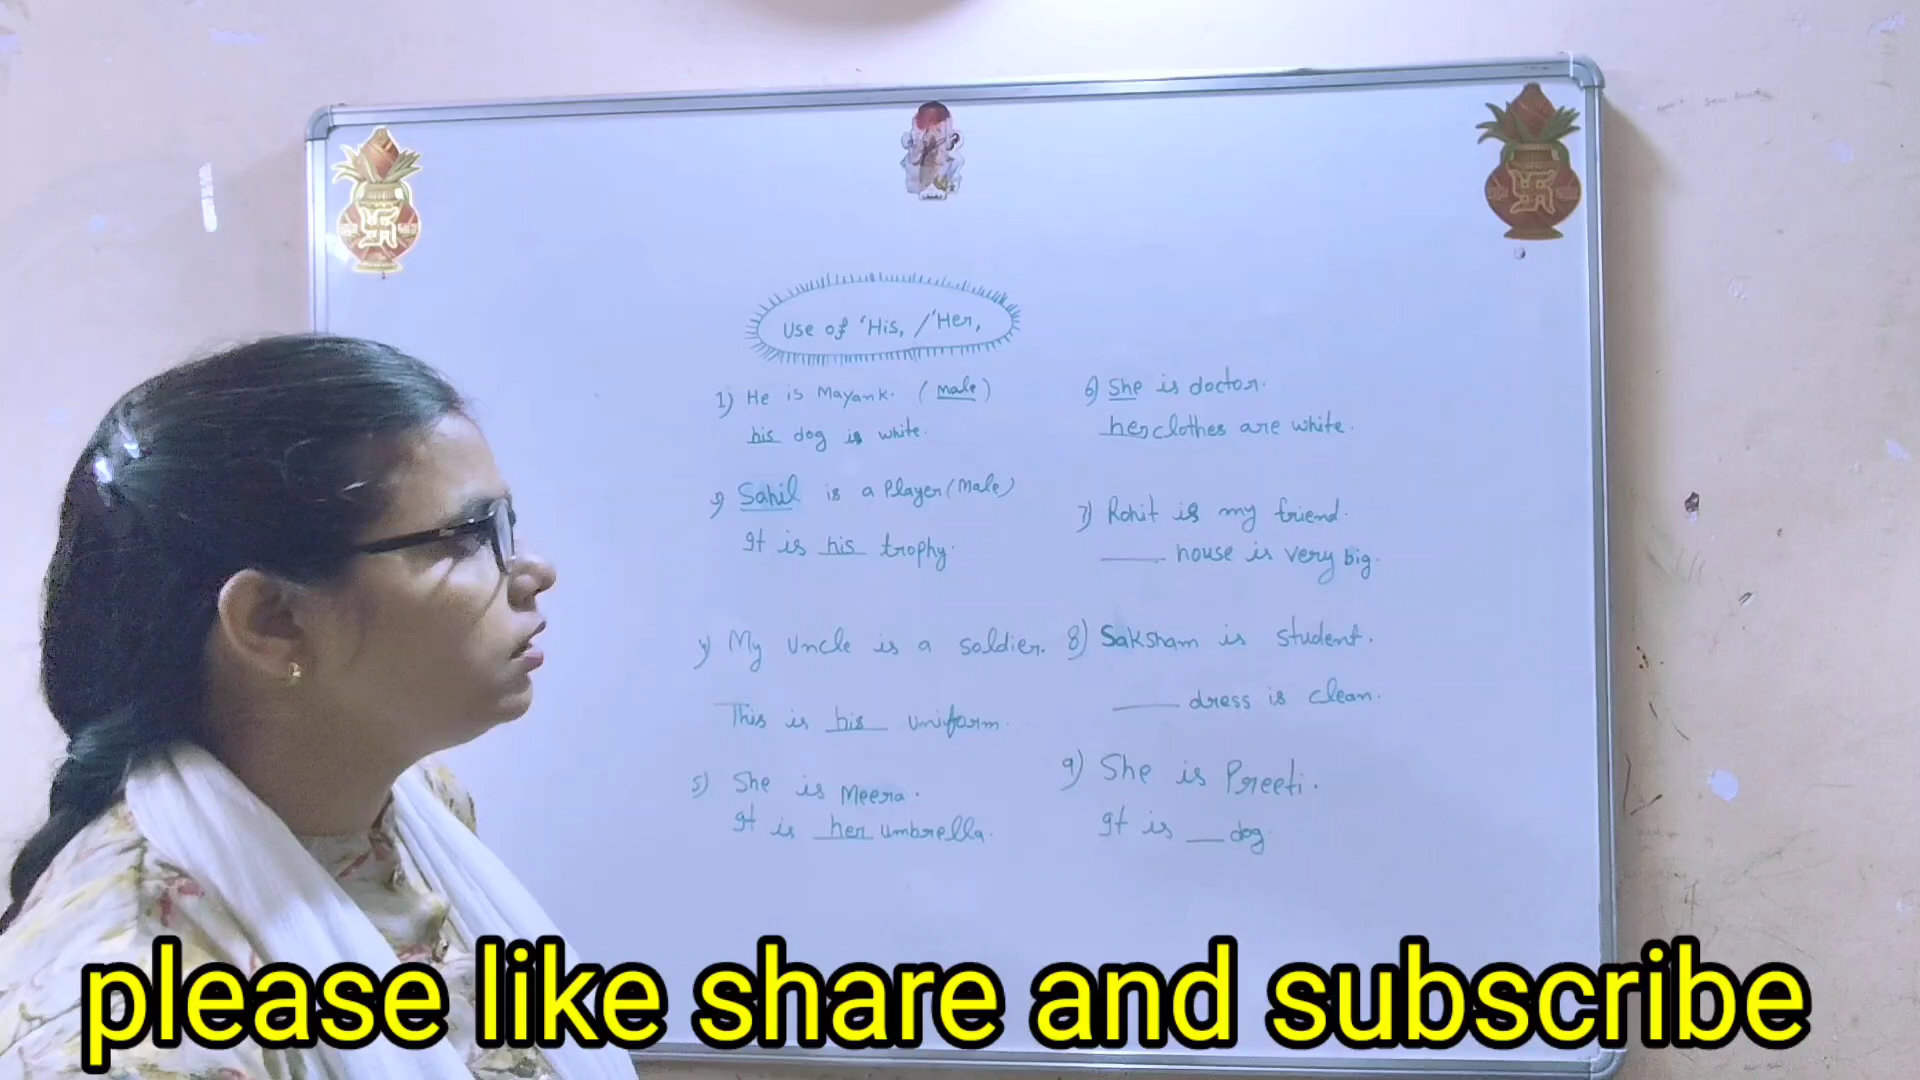 Use of 'His, /'Her,
1) He is Mayank. (male)
his dog is white.
Sahil is a Player (Male)
It is his trophy.
My Uncle is a soldier.
This is his Uniform.
5) She is Meera.
It is her umbrella.
6) She is doctor.
her clothes are white.
7) Rohit is my friend.
____ house is very big.
8) Saksham is student.
____ dress is clean.
9) She is Preeti.
It is ___ dog.
please like share and subscribe